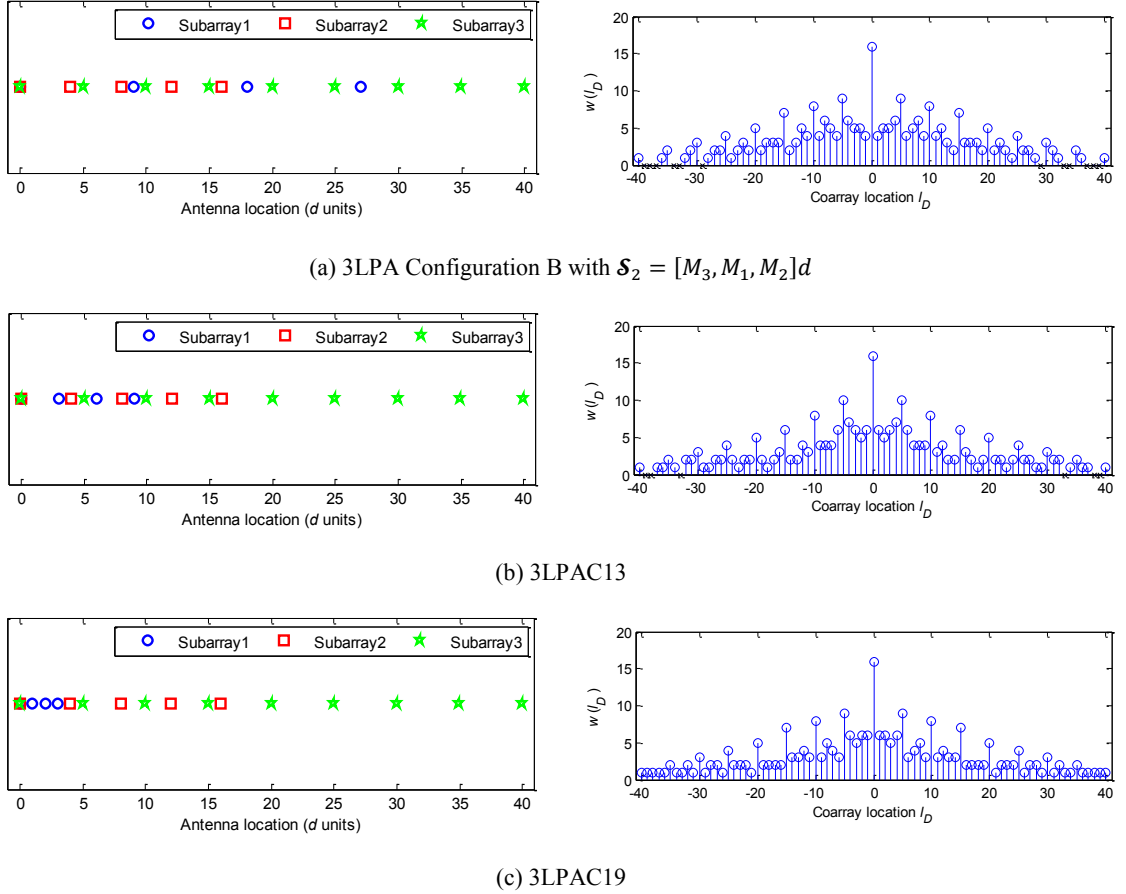 Subarray1 Subarray2 Subarray3
0 5 10 15 20 25 30 35 40
Antenna location (d units)
20
15
10
5
0
w(l_D)
-40 -30 -20 -10 0 10 20 30 40
Coarray location l_D
(a) 3LPA Configuration B with 𝑺₂ = [M₃, M₁, M₂]d
Subarray1 Subarray2 Subarray3
0 5 10 15 20 25 30 35 40
Antenna location (d units)
20
15
10
5
0
w(l_D)
-40 -30 -20 -10 0 10 20 30 40
Coarray location l_D
(b) 3LPAC13
Subarray1 Subarray2 Subarray3
0 5 10 15 20 25 30 35 40
Antenna location (d units)
20
15
10
5
0
w(l_D)
-40 -30 -20 -10 0 10 20 30 40
Coarray location l_D
(c) 3LPAC19